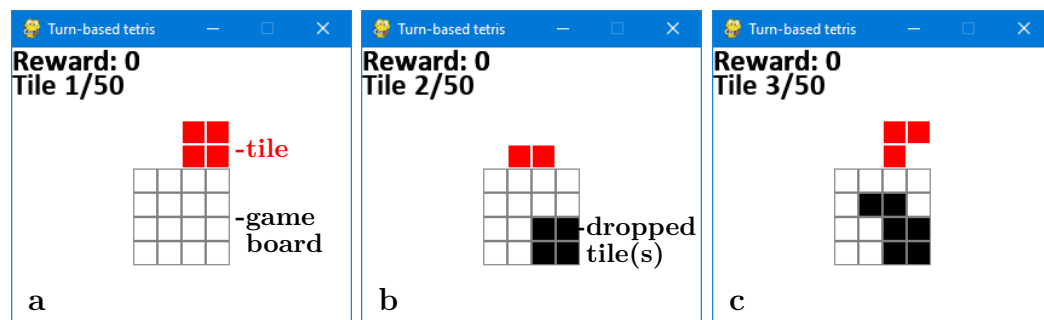 Turn-based tetris
Reward: 0
Tile 1/50
-tile
-game
board
a
Turn-based tetris
Reward: 0
Tile 2/50
-dropped
tile(s)
b
Turn-based tetris
Reward: 0
Tile 3/50
c